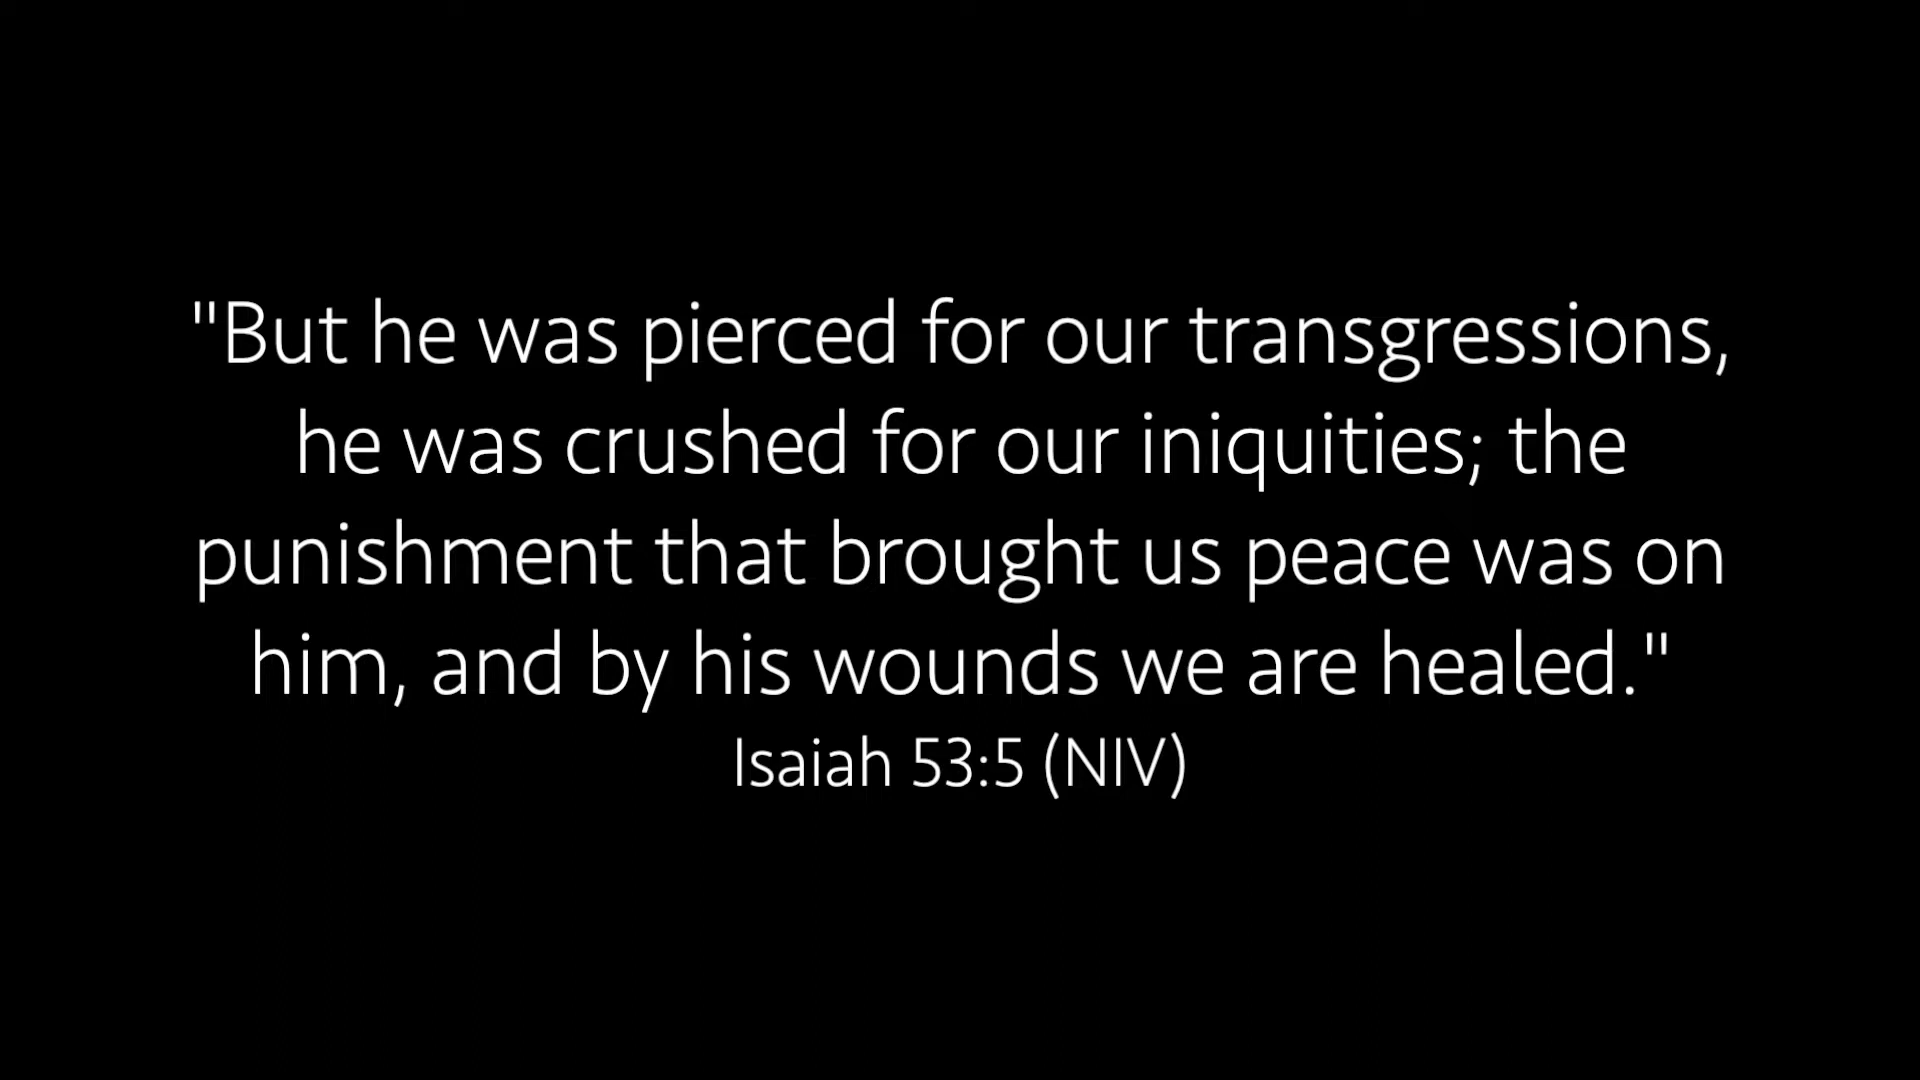 "But he was pierced for our transgressions,
he was crushed for our iniquities; the
punishment that brought us peace was on
him, and by his wounds we are healed."
Isaiah 53:5 (NIV)